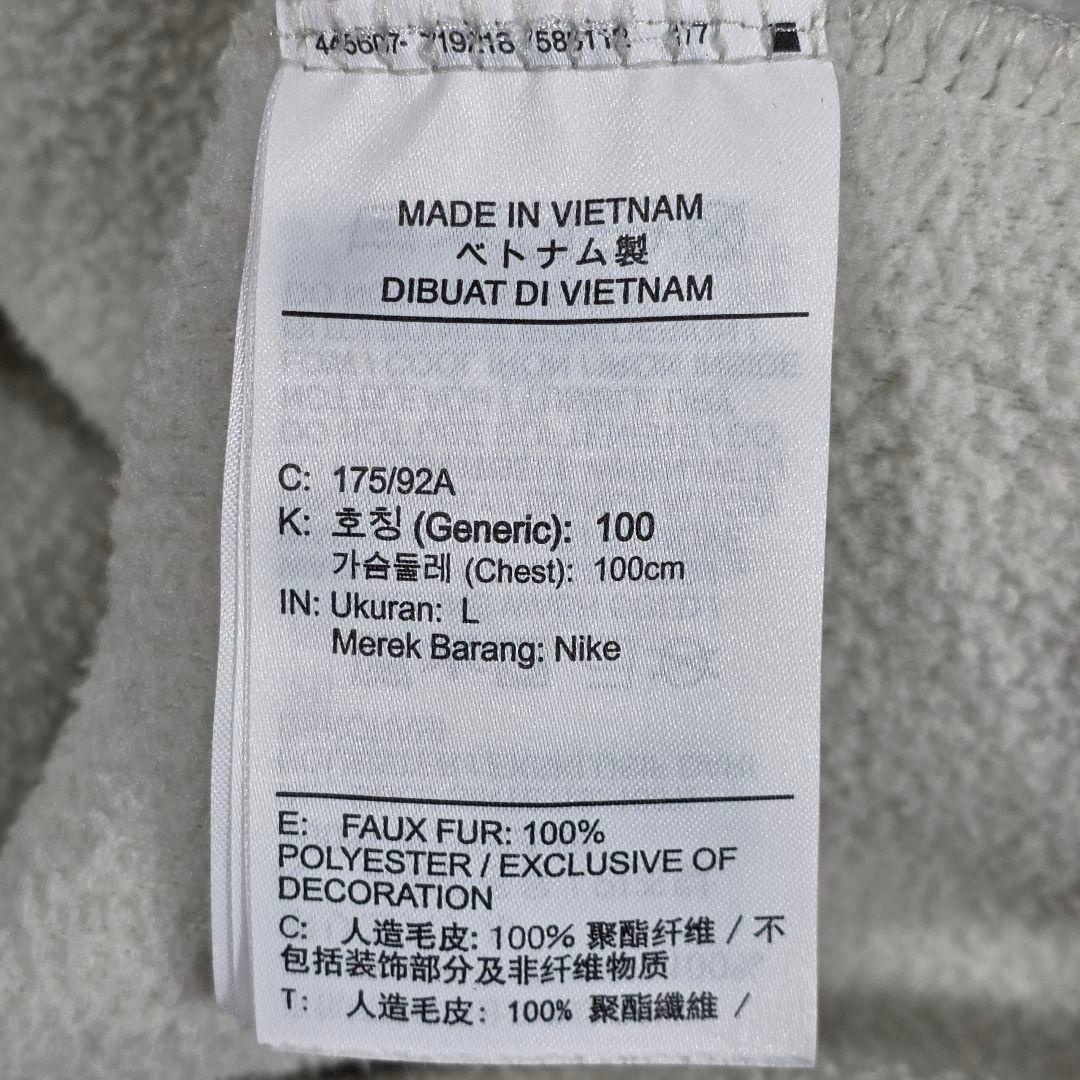 MADE IN VIETNAM
ベトナム製
DIBUAT DI VIETNAM
C: 175/92A
K: 호칭 (Generic): 100
가슴둘레 (Chest): 100cm
IN: Ukuran: L
Merek Barang: Nike
E: FAUX FUR: 100%
POLYESTER / EXCLUSIVE OF
DECORATION
C: 人造毛皮: 100% 聚酯纤维 / 不
包括装饰部分及非纤维物质
T: 人造毛皮: 100% 聚酯纖維 /